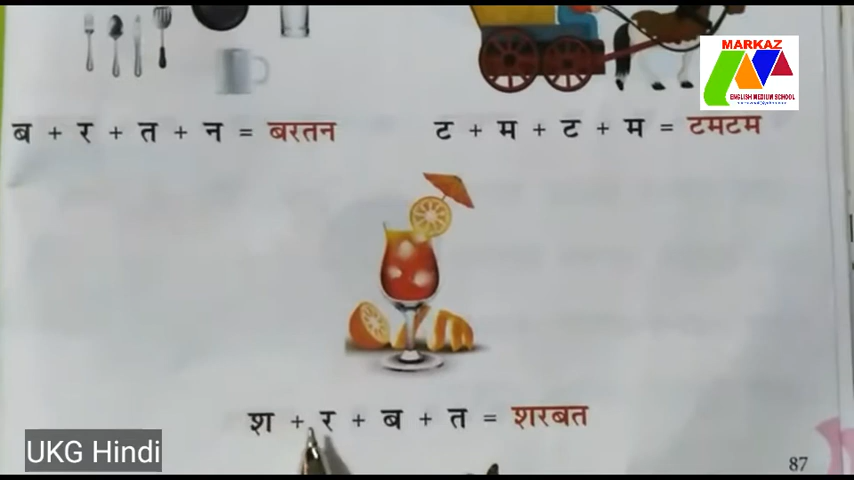 MARKAZ
ENGLISH MEDIUM SCHOOL
ब + र + त + न = बरतन
ट + म + ट + म = टमटम
श + र + ब + त = शरबत
UKG Hindi
87